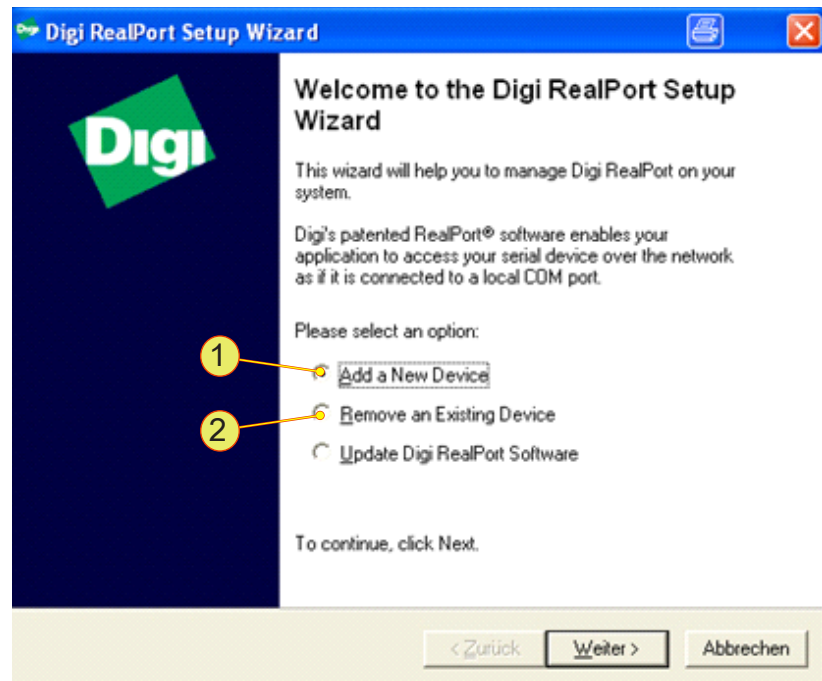 Digi RealPort Setup Wizard
Digi
Welcome to the Digi RealPort Setup
Wizard
This wizard will help you to manage Digi RealPort on your
system.
Digi's patented RealPort® software enables your
application to access your serial device over the network
as if it is connected to a local COM port.
Please select an option:
1
Add a New Device
2
Remove an Existing Device
Update Digi RealPort Software
To continue, click Next.
< Zurück Weiter > Abbrechen